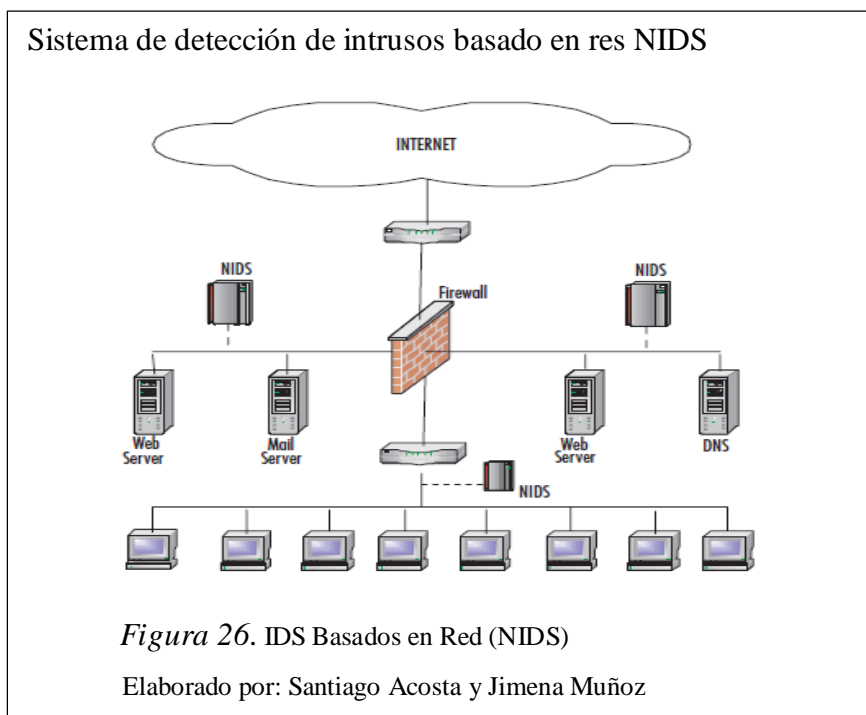 Sistema de detección de intrusos basado en res NIDS
INTERNET
NIDS
NIDS
Firewall
Web
Server
Mail
Server
Web
Server
DNS
NIDS
Figura 26. IDS Basados en Red (NIDS)
Elaborado por: Santiago Acosta y Jimena Muñoz